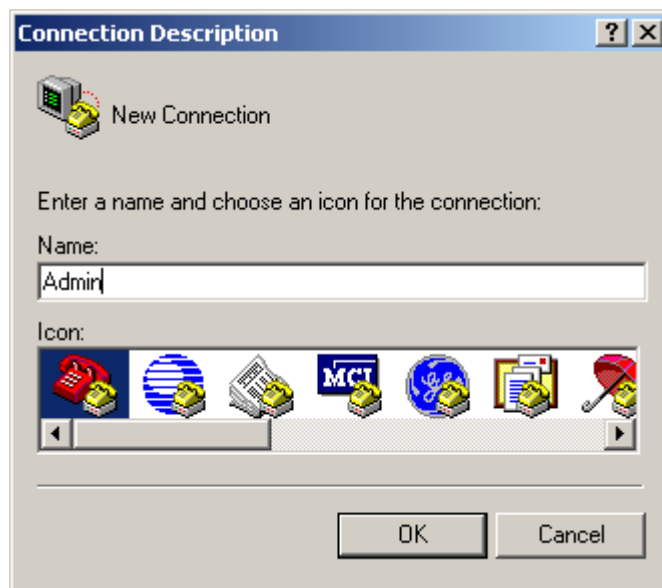 Connection Description
New Connection
Enter a name and choose an icon for the connection:
Name:
Admin
Icon:
MCI
OK
Cancel